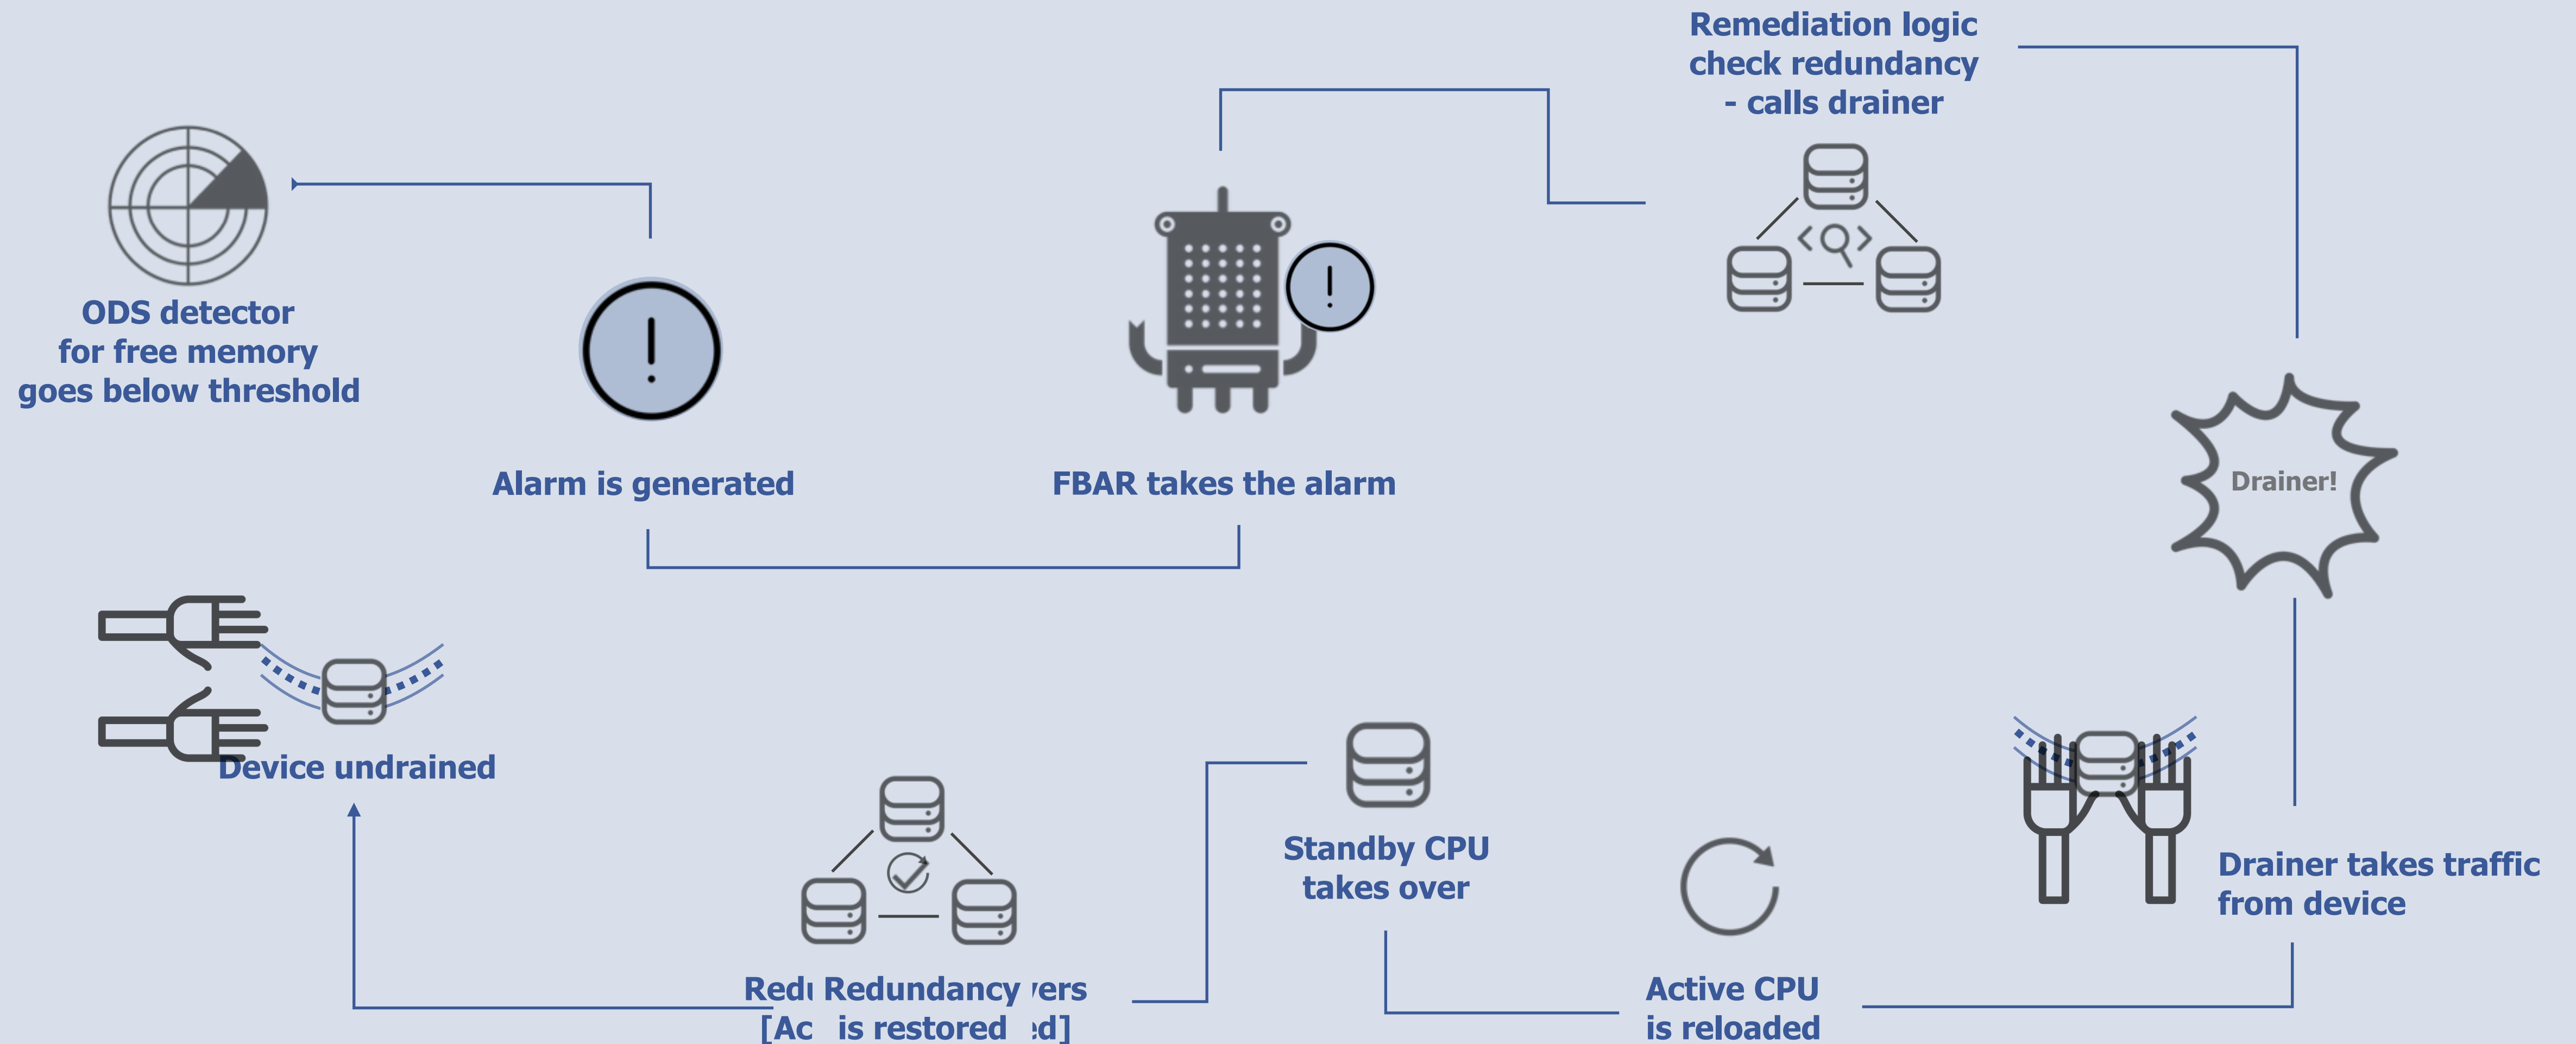 ODS detector
for free memory
goes below threshold
Alarm is generated
FBAR takes the alarm
Remediation logic
check redundancy
- calls drainer
Drainer!
Drainer takes traffic
from device
Active CPU
is reloaded
Standby CPU
takes over
Redundancy
is restored
Device undrained